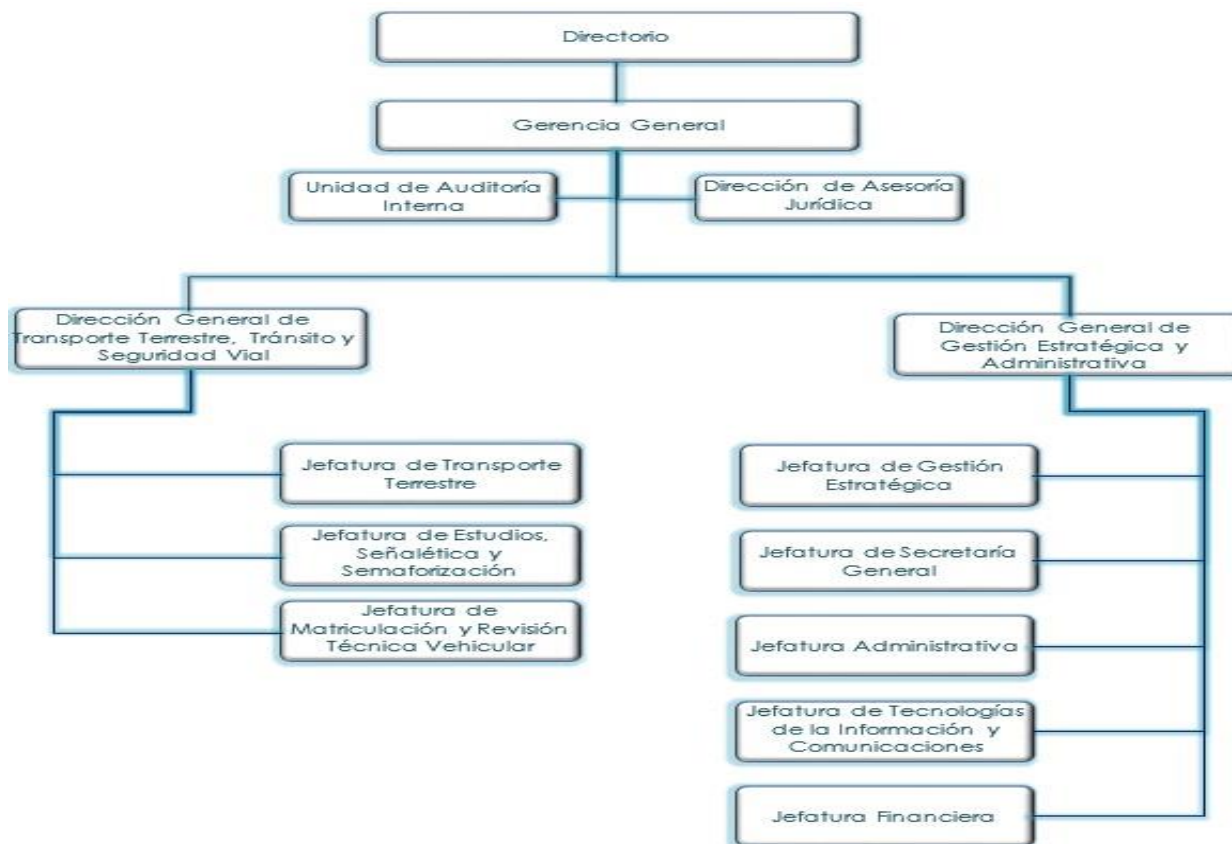 Directorio
Gerencia General
Unidad de Auditoría
Interna
Dirección de Asesoría
Jurídica
Dirección General de
Transporte Terrestre, Tránsito y
Seguridad Vial
Dirección General de
Gestión Estratégica y
Administrativa
Jefatura de Transporte
Terrestre
Jefatura de Estudios,
Señalética y
Semaforización
Jefatura de
Matriculación y Revisión
Técnica Vehicular
Jefatura de Gestión
Estratégica
Jefatura de Secretaría
General
Jefatura Administrativa
Jefatura de Tecnologías
de la Información y
Comunicaciones
Jefatura Financiera